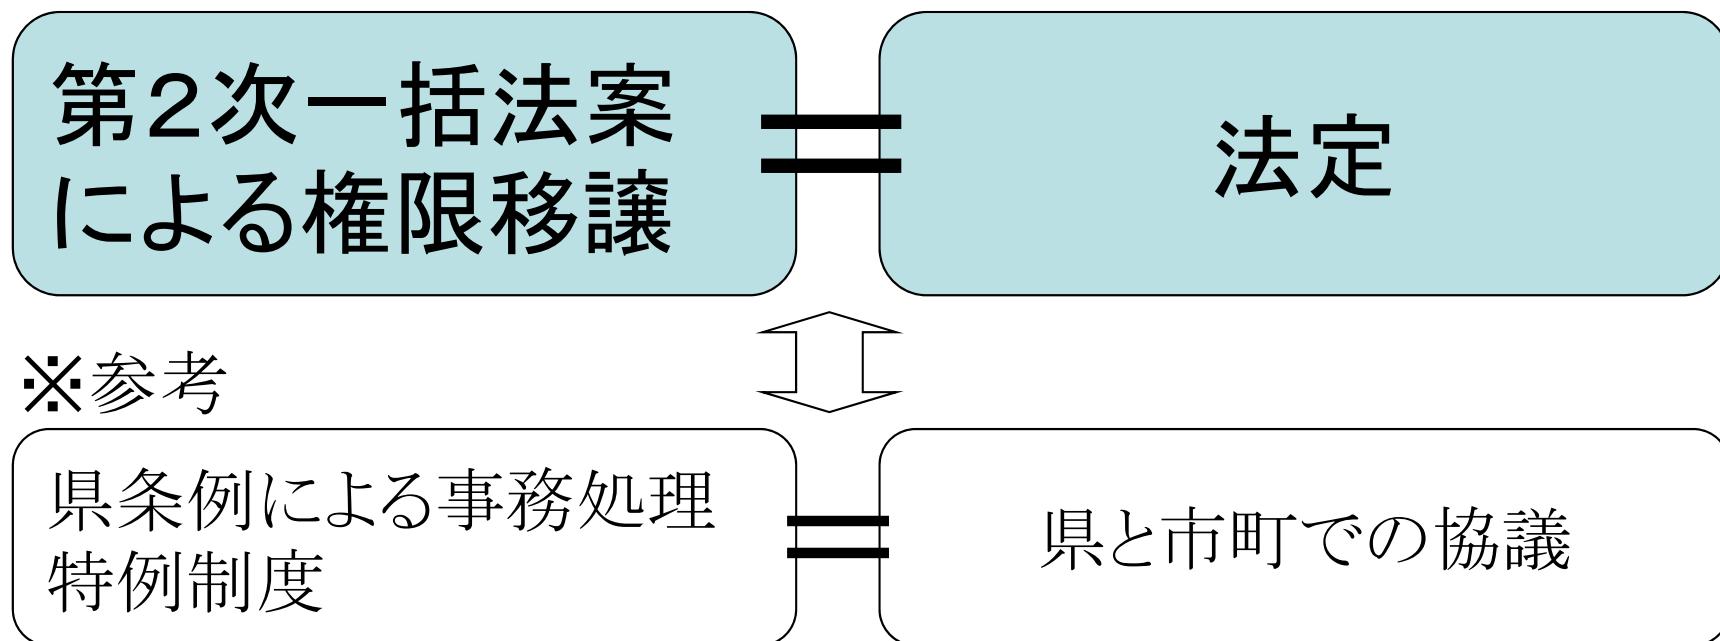 第２次一括法案
による権限移譲
法定
※参考
県条例による事務処理
特例制度
県と市町での協議